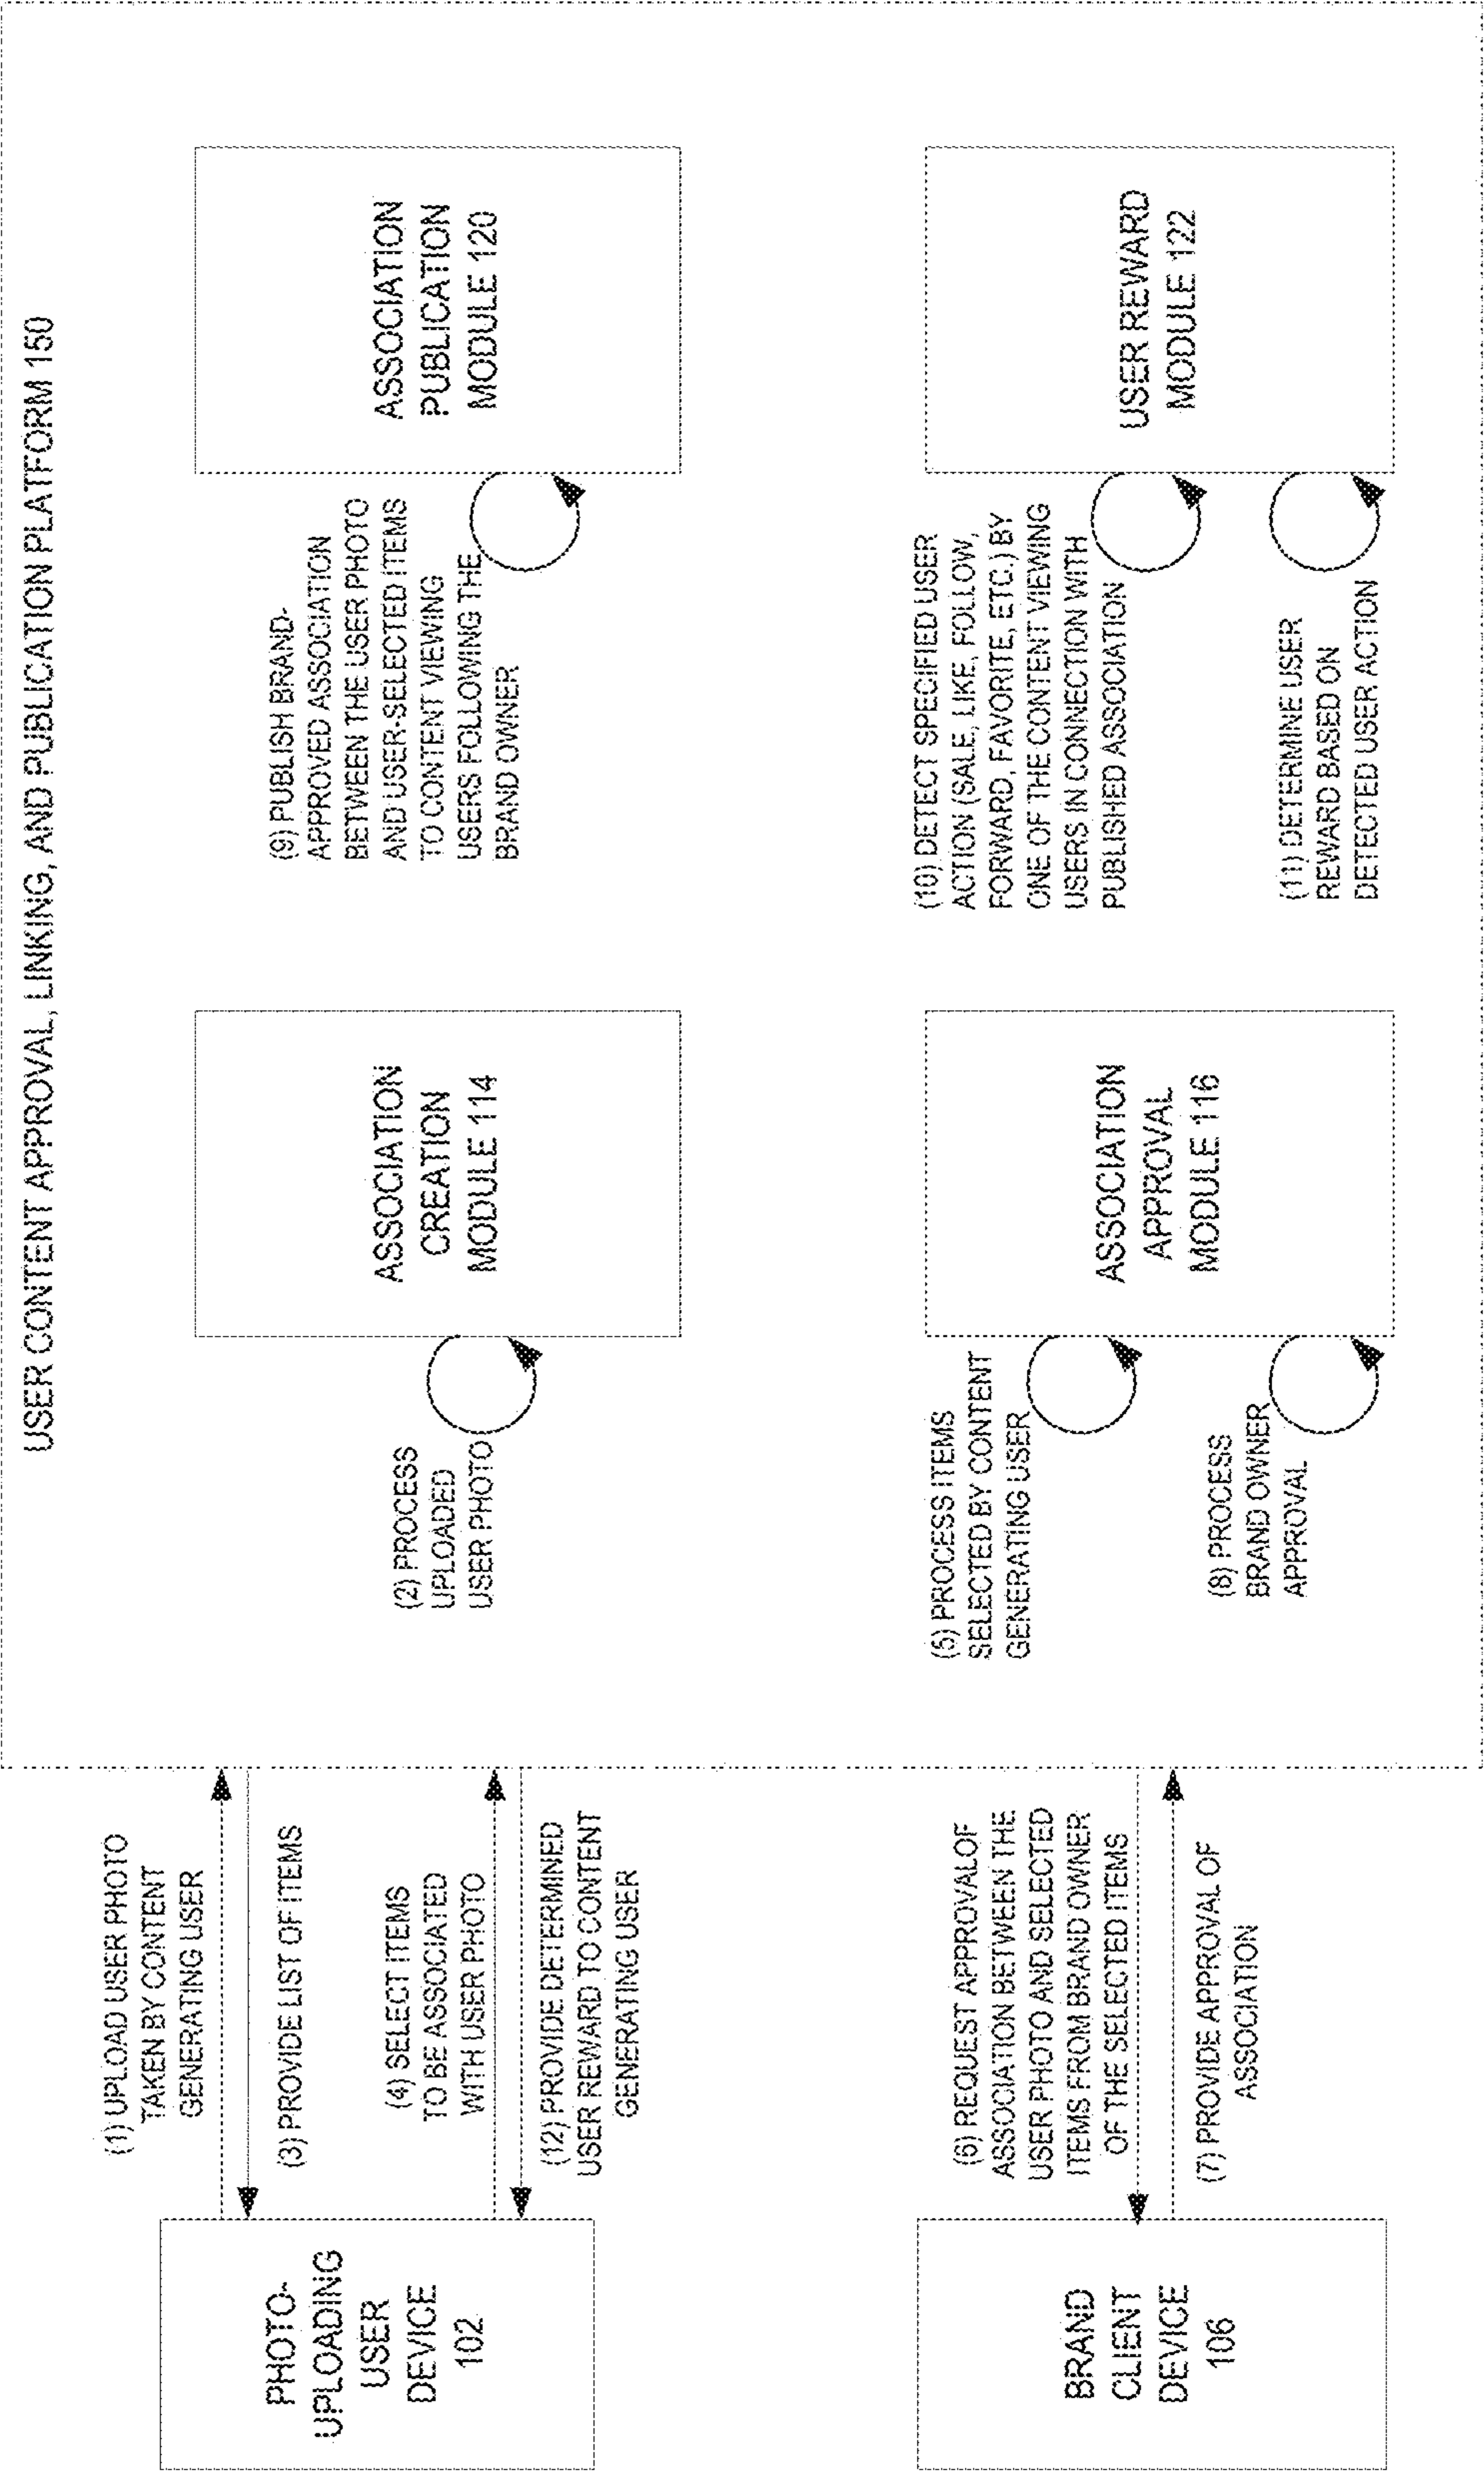 USER CONTENT APPROVAL, LINKING, AND PUBLICATION PLATFORM 150
PHOTO-
UPLOADING
USER
DEVICE
102
(1) UPLOAD USER PHOTO
TAKEN BY CONTENT
GENERATING USER
(3) PROVIDE LIST OF ITEMS
(4) SELECT ITEMS
TO BE ASSOCIATED
WITH USER PHOTO
(12) PROVIDE DETERMINED
USER REWARD TO CONTENT
GENERATING USER
(2) PROCESS
UPLOADED
USER PHOTO
ASSOCIATION
CREATION
MODULE 114
(9) PUBLISH BRAND-
APPROVED ASSOCIATION
BETWEEN THE USER PHOTO
AND USER-SELECTED ITEMS
TO CONTENT VIEWING
USERS FOLLOWING THE
BRAND OWNER
ASSOCIATION
PUBLICATION
MODULE 120
BRAND
CLIENT
DEVICE
106
(6) REQUEST APPROVALOF
ASSOCIATION BETWEEN THE
USER PHOTO AND SELECTED
ITEMS FROM BRAND OWNER
OF THE SELECTED ITEMS
(7) PROVIDE APPROVAL OF
ASSOCIATION
(5) PROCESS ITEMS
SELECTED BY CONTENT
GENERATING USER
(8) PROCESS
BRAND OWNER
APPROVAL
ASSOCIATION
APPROVAL
MODULE 116
(10) DETECT SPECIFIED USER
ACTION (SALE, LIKE, FOLLOW,
FORWARD, FAVORITE, ETC.) BY
ONE OF THE CONTENT VIEWING
USERS IN CONNECTION WITH
PUBLISHED ASSOCIATION
(11) DETERMINE USER
REWARD BASED ON
DETECTED USER ACTION
USER REWARD
MODULE 122